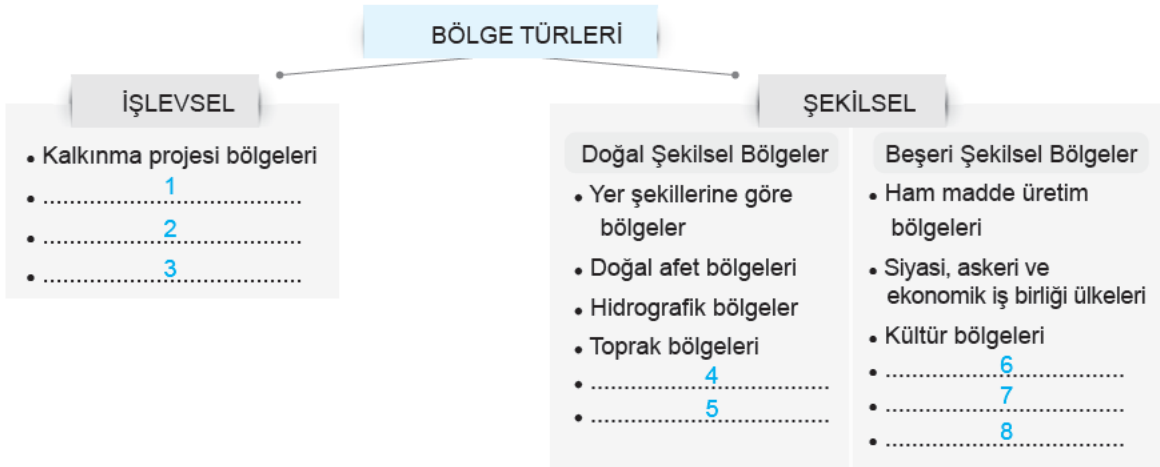 BÖLGE TÜRLERİ
İŞLEVSEL
• Kalkınma projesi bölgeleri
• ..........1..........
• ..........2..........
• ..........3..........
ŞEKİLSEL
Doğal Şekilsel Bölgeler
• Yer şekillerine göre
bölgeler
• Doğal afet bölgeleri
• Hidrografik bölgeler
• Toprak bölgeleri
• ..........4..........
• ..........5..........
Beşeri Şekilsel Bölgeler
• Ham madde üretim
bölgeleri
• Siyasi, askeri ve
ekonomik iş birliği ülkeleri
• Kültür bölgeleri
• ..........6..........
• ..........7..........
• ..........8..........